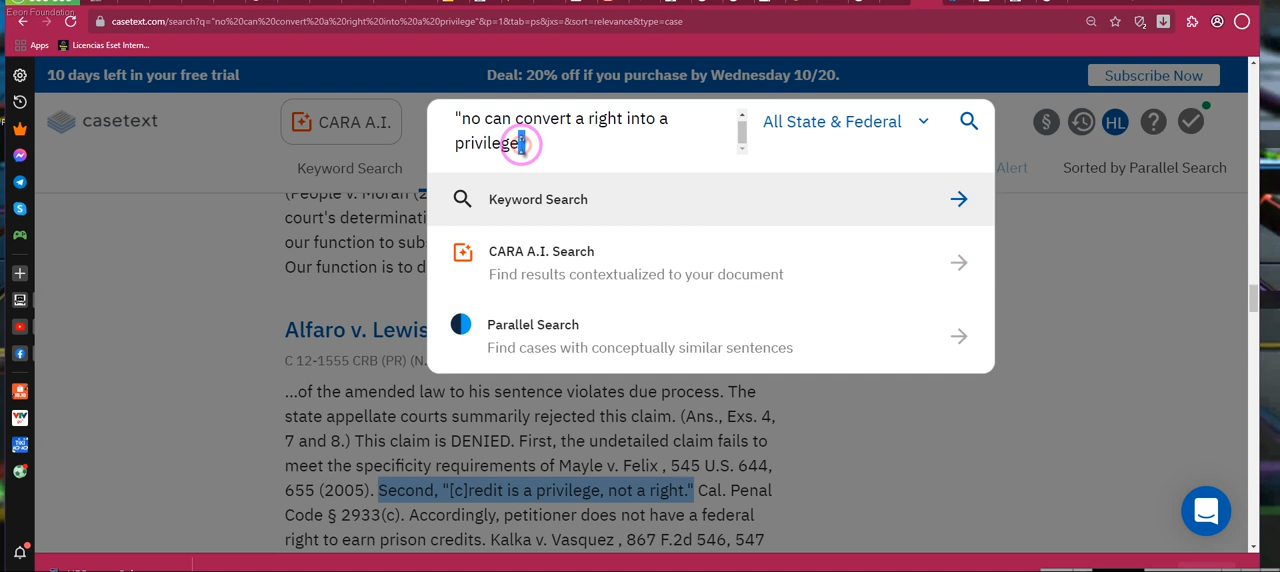 Eeon Foundation
casetext.com/search?q="no%20can%20convert%20a%20right%20into%20a%20privilege"&p=1&tab=ps&jxs=&sort=relevance&type=case
Apps Licencias Eset Intern...
10 days left in your free trial Deal: 20% off if you purchase by Wednesday 10/20. Subscribe Now
casetext CARA A.I. "no can convert a right into a All State & Federal § HL ?
privilege"
Keyword Search Alert Sorted by Parallel Search
Keyword Search
court's determinati
our function to sub
Our function is to d
CARA A.I. Search
Find results contextualized to your document
Parallel Search
Find cases with conceptually similar sentences
Alfaro v. Lewis
C 12-1555 CRB (PR) (N.
...of the amended law to his sentence violates due process. The
state appellate courts summarily rejected this claim. (Ans., Exs. 4,
7 and 8.) This claim is DENIED. First, the undetailed claim fails to
meet the specificity requirements of Mayle v. Felix , 545 U.S. 644,
655 (2005). Second, "[c]redit is a privilege, not a right." Cal. Penal
Code § 2933(c). Accordingly, petitioner does not have a federal
right to earn prison credits. Kalka v. Vasquez , 867 F.2d 546, 547